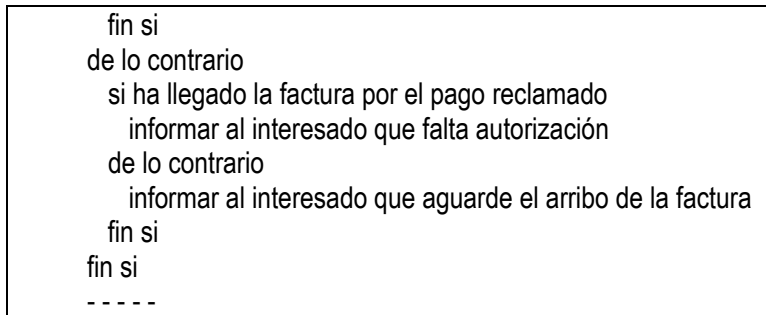 fin si
de lo contrario
si ha llegado la factura por el pago reclamado
informar al interesado que falta autorización
de lo contrario
informar al interesado que aguarde el arribo de la factura
fin si
fin si
- - - - -